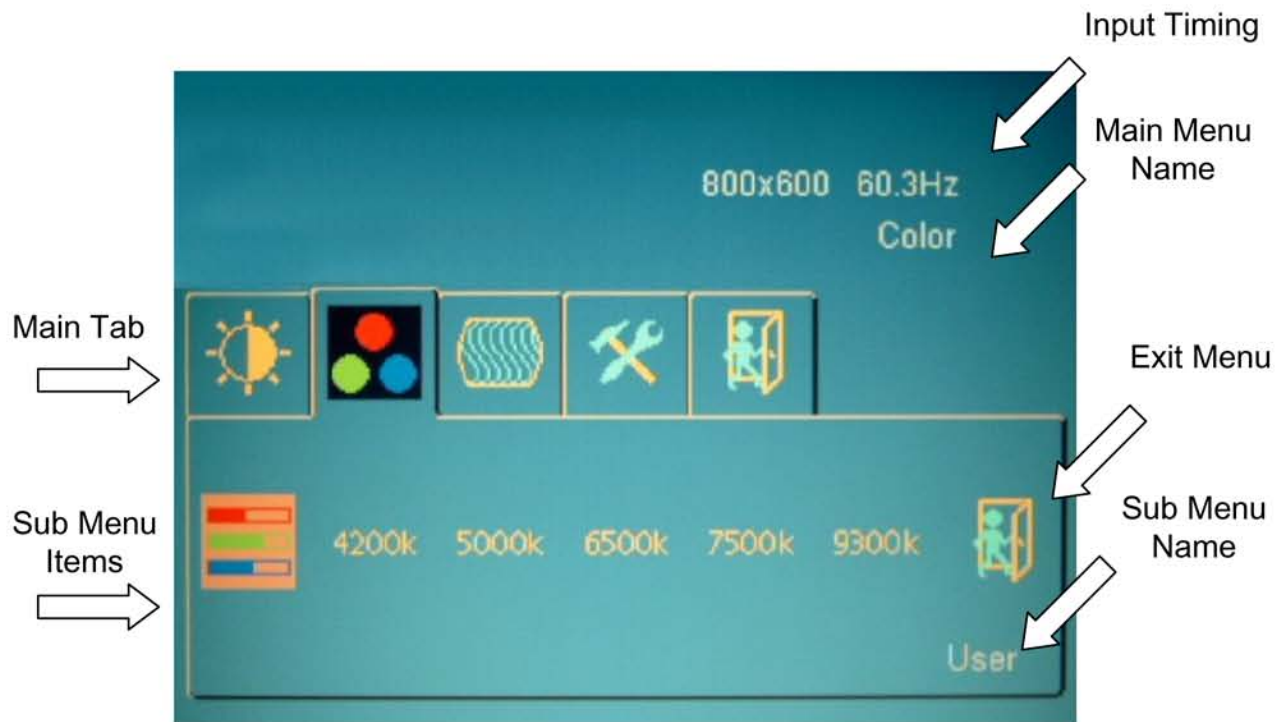 Input Timing
Main Menu
Name
800x600 60.3Hz
Color
Main Tab
Exit Menu
Sub Menu
Items
4200k 5000k 6500k 7500k 9300k
Sub Menu
Name
User